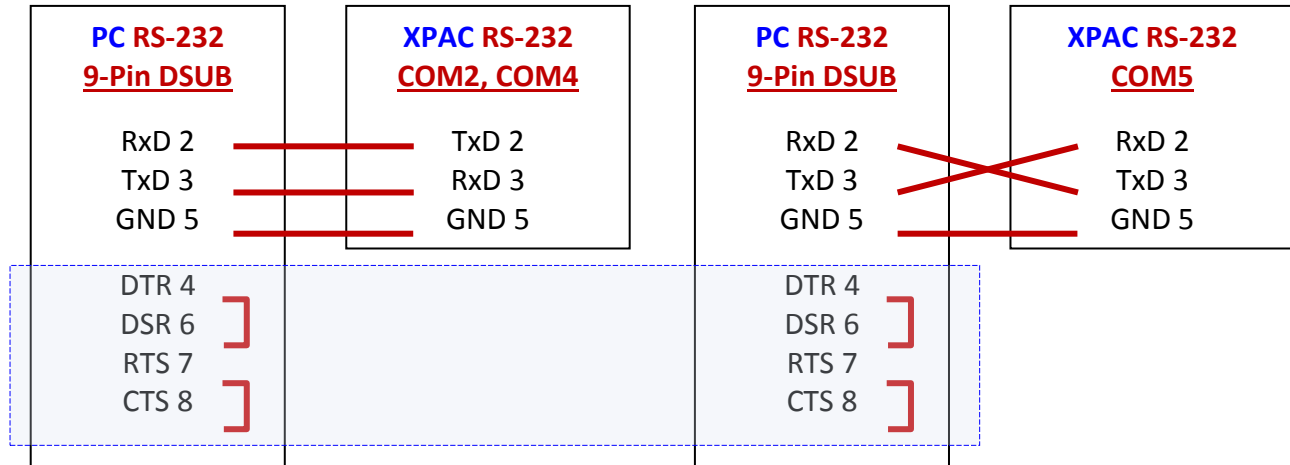 PC RS-232
9-Pin DSUB
RxD 2
TxD 3
GND 5
DTR 4
DSR 6
RTS 7
CTS 8
XPAC RS-232
COM2, COM4
TxD 2
RxD 3
GND 5
PC RS-232
9-Pin DSUB
RxD 2
TxD 3
GND 5
DTR 4
DSR 6
RTS 7
CTS 8
XPAC RS-232
COM5
RxD 2
TxD 3
GND 5